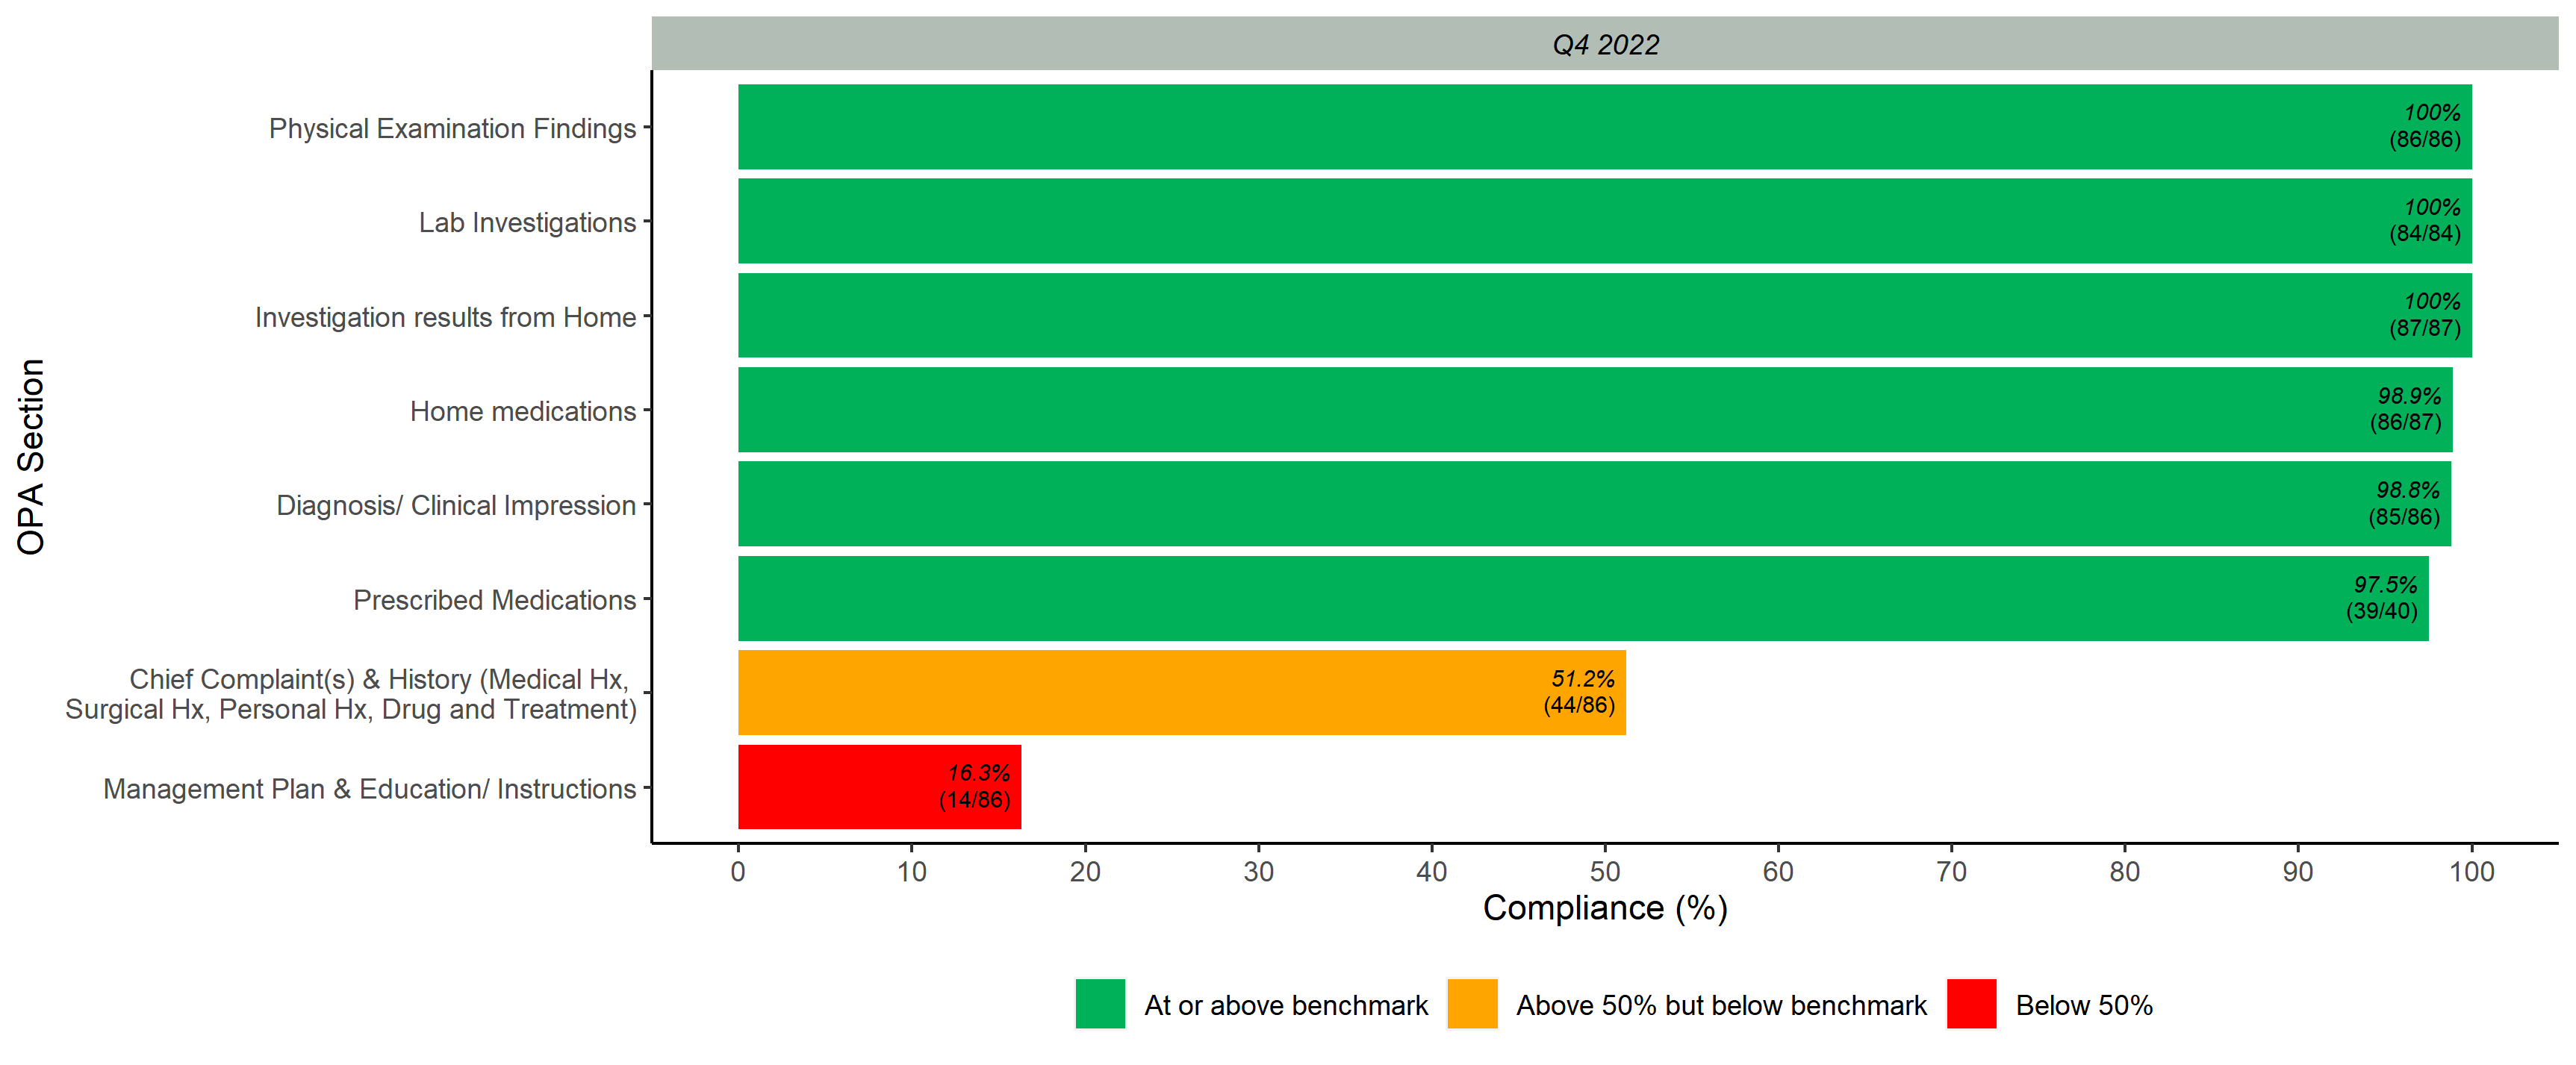 Q4 2022
OPA Section
Physical Examination Findings
100%
(86/86)
Lab Investigations
100%
(84/84)
Investigation results from Home
100%
(87/87)
Home medications
98.9%
(86/87)
Diagnosis/ Clinical Impression
98.8%
(85/86)
Prescribed Medications
97.5%
(39/40)
Chief Complaint(s) & History (Medical Hx,
Surgical Hx, Personal Hx, Drug and Treatment)
51.2%
(44/86)
Management Plan & Education/ Instructions
16.3%
(14/86)
0 10 20 30 40 50 60 70 80 90 100
Compliance (%)
At or above benchmark
Above 50% but below benchmark
Below 50%